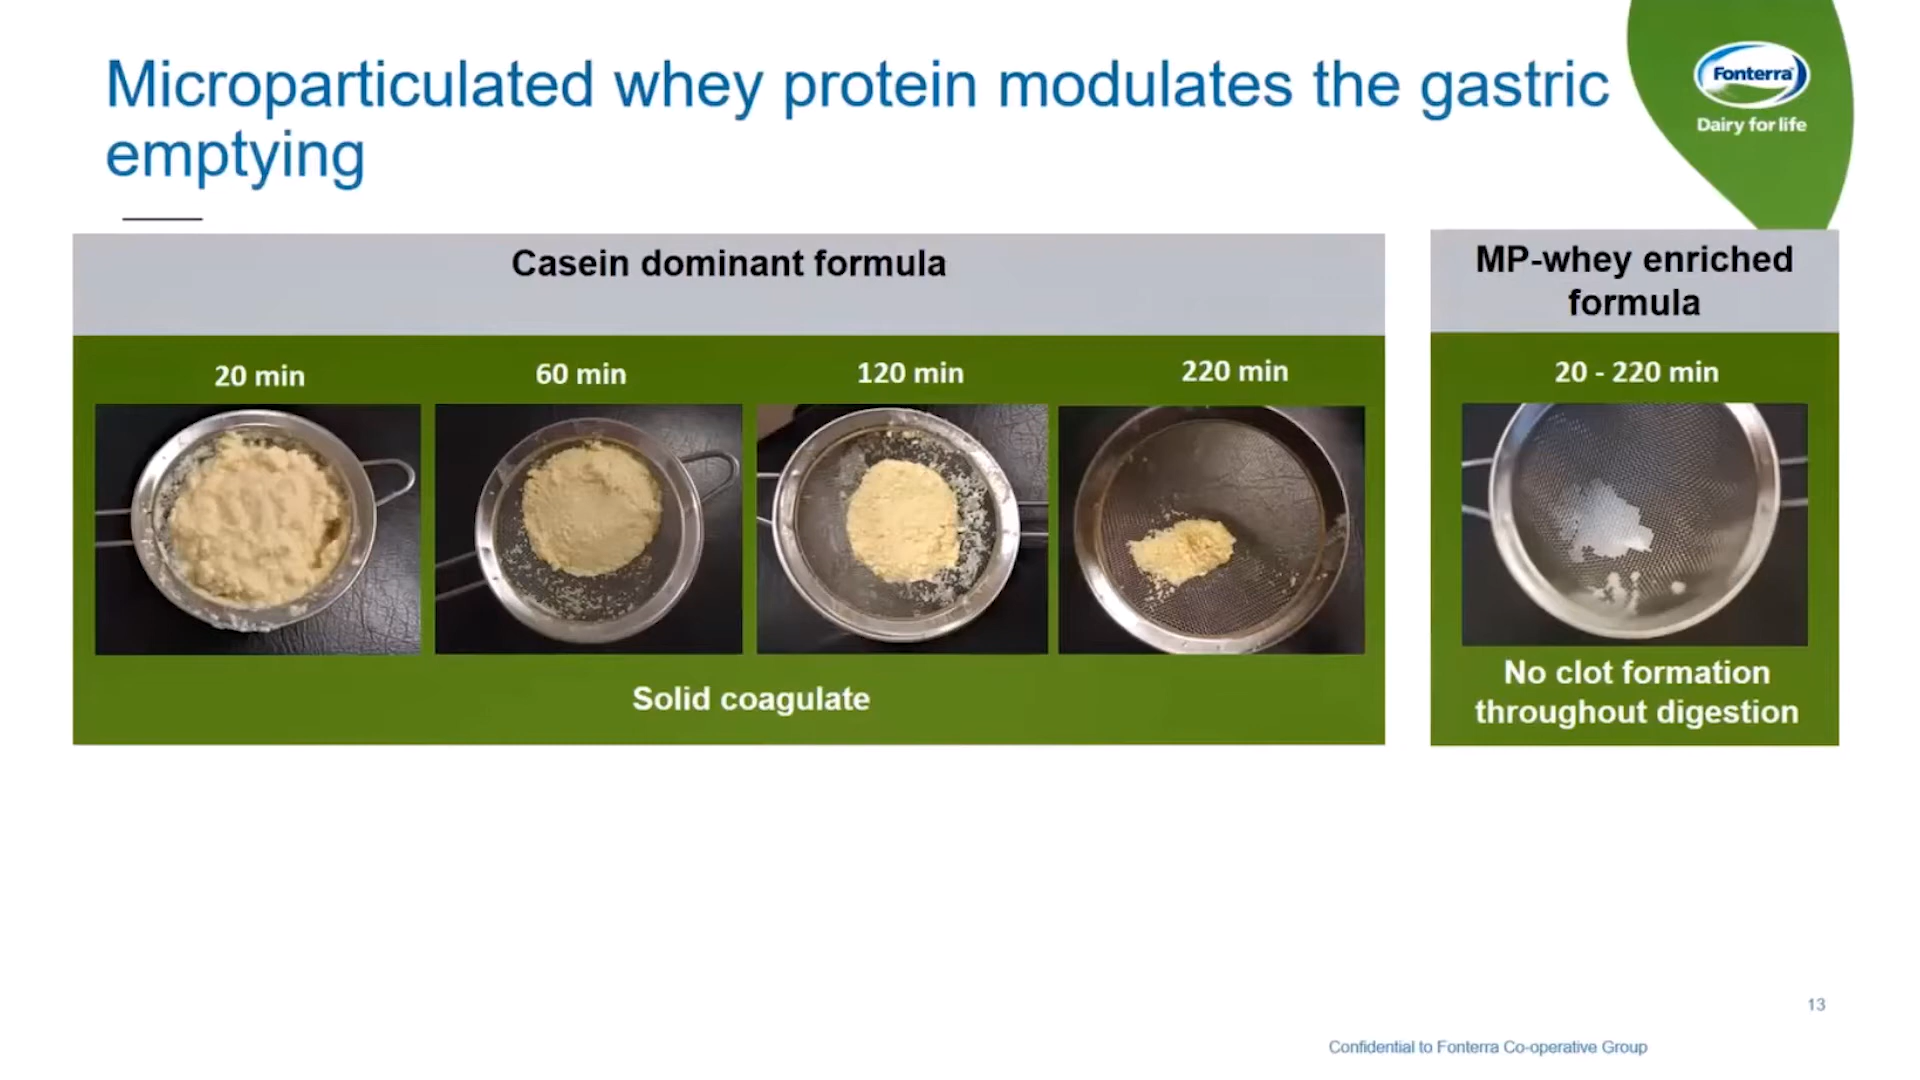 Microparticulated whey protein modulates the gastric
emptying
Fonterra
Dairy for life
Casein dominant formula
20 min
60 min
120 min
220 min
Solid coagulate
MP-whey enriched
formula
20 - 220 min
No clot formation
throughout digestion
13
Confidential to Fonterra Co-operative Group